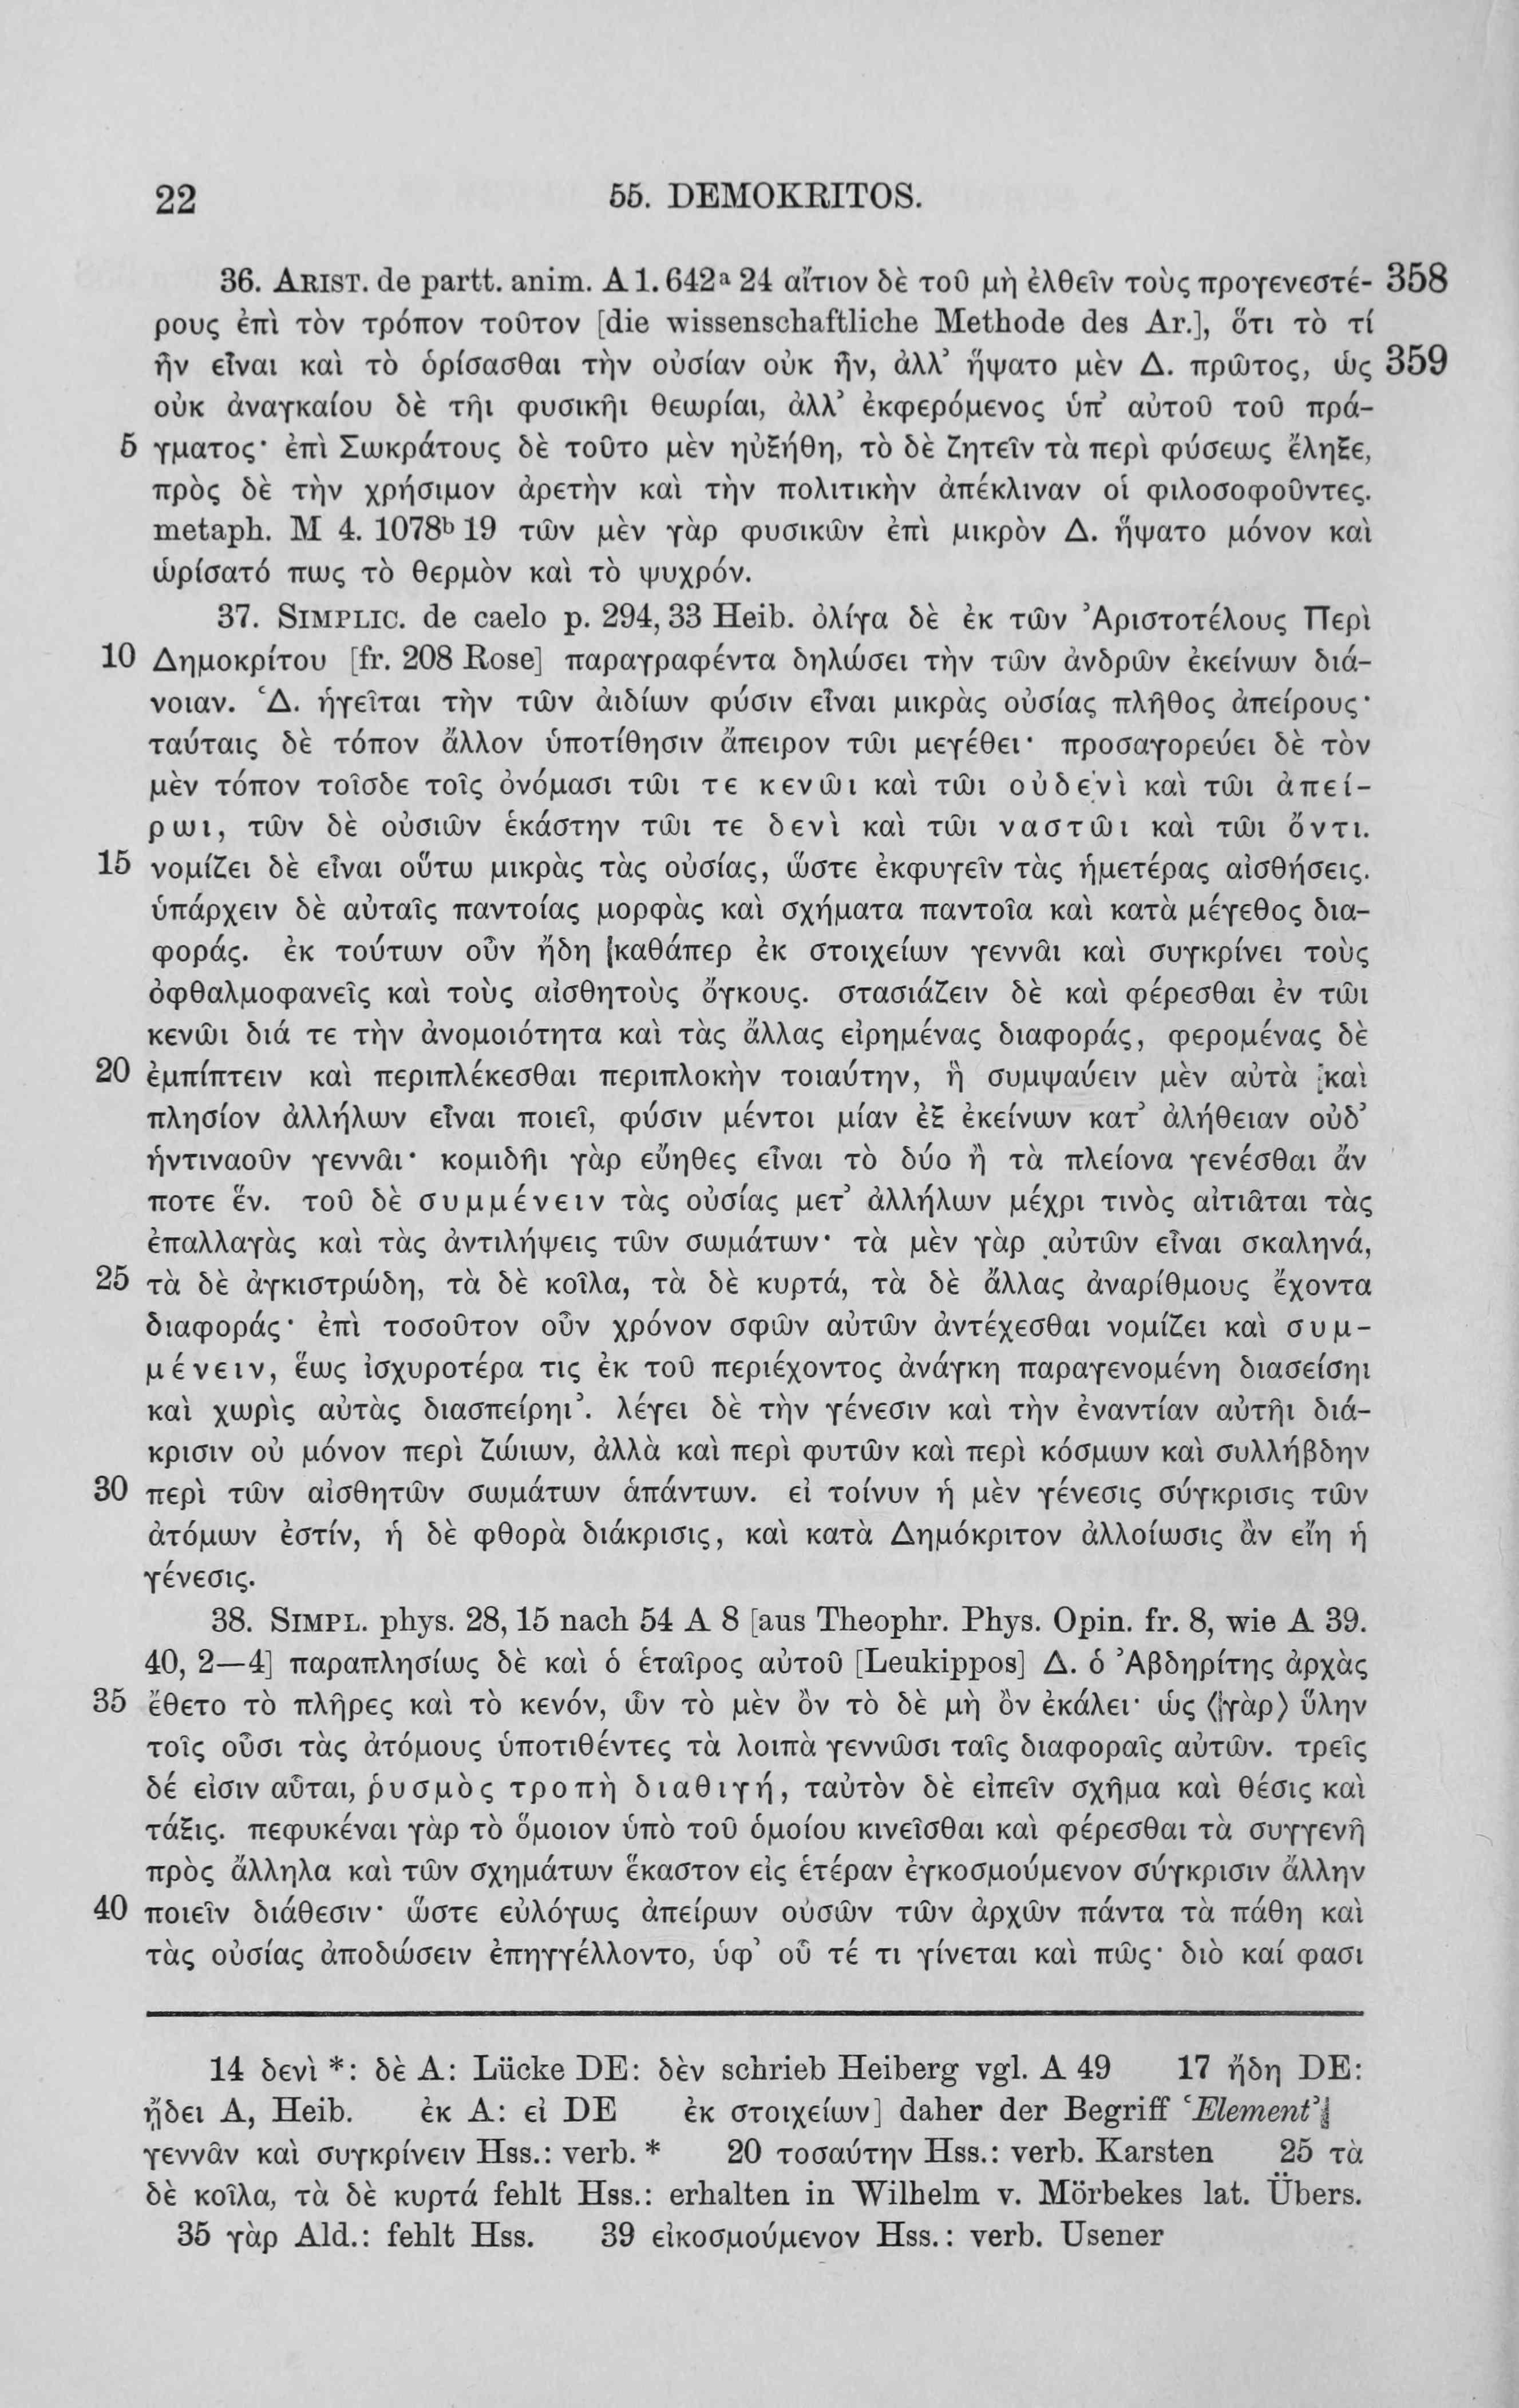 22 55. DEMOKRITOS.
36. ARIST. de partt. anim. A 1. 642ª 24 αἴτιον δὲ τοῦ μὴ ἐλθεῖν τοὺς προγενεστέ- 358
ρους ἐπὶ τὸν τρόπον τοῦτον [die wissenschaftliche Methode des Ar.], ὅτι τὸ τί
ἦν εἶναι καὶ τὸ ὁρίσασθαι τὴν οὐσίαν οὐκ ἦν, ἀλλ’ ἥψατο μὲν Δ. πρῶτος, ὡς 359
οὐκ ἀναγκαίου δὲ τῆι φυσικῆι θεωρίαι, ἀλλ’ ἐκφερόμενος ὑπ’ αὐτοῦ τοῦ πρά-
5 γματος· ἐπὶ Σωκράτους δὲ τοῦτο μὲν ηὐξήθη, τὸ δὲ ζητεῖν τὰ περὶ φύσεως ἔληξε,
πρὸς δὲ τὴν χρήσιμον ἀρετὴν καὶ τὴν πολιτικὴν ἀπέκλιναν οἱ φιλοσοφοῦντες.
metaph. M 4. 1078ᵇ 19 τῶν μὲν γὰρ φυσικῶν ἐπὶ μικρὸν Δ. ἥψατο μόνον καὶ
ὡρίσατό πως τὸ θερμὸν καὶ τὸ ψυχρόν.
37. SIMPLIC. de caelo p. 294, 33 Heib. ὀλίγα δὲ ἐκ τῶν Ἀριστοτέλους Περὶ
10 Δημοκρίτου [fr. 208 Rose] παραγραφέντα δηλώσει τὴν τῶν ἀνδρῶν ἐκείνων διά-
νοιαν. ‘Δ. ἡγεῖται τὴν τῶν ἀιδίων φύσιν εἶναι μικρὰς οὐσίας πλῆθος ἀπείρους·
ταύταις δὲ τόπον ἄλλον ὑποτίθησιν ἄπειρον τῶι μεγέθει· προσαγορεύει δὲ τὸν
μὲν τόπον τοῖσδε τοῖς ὀνόμασι τῶι τε κενῶι καὶ τῶι οὐδενὶ καὶ τῶι ἀπεί-
ρωι, τῶν δὲ οὐσιῶν ἑκάστην τῶι τε δενὶ καὶ τῶι ναστῶι καὶ τῶι ὄντι.
15 νομίζει δὲ εἶναι οὕτω μικρὰς τὰς οὐσίας, ὥστε ἐκφυγεῖν τὰς ἡμετέρας αἰσθήσεις.
ὑπάρχειν δὲ αὐταῖς παντοίας μορφὰς καὶ σχήματα παντοῖα καὶ κατὰ μέγεθος δια-
φοράς. ἐκ τούτων οὖν ἤδη καθάπερ ἐκ στοιχείων γεννᾶι καὶ συγκρίνει τοὺς
ὀφθαλμοφανεῖς καὶ τοὺς αἰσθητοὺς ὄγκους. στασιάζειν δὲ καὶ φέρεσθαι ἐν τῶι
κενῶι διά τε τὴν ἀνομοιότητα καὶ τὰς ἄλλας εἰρημένας διαφοράς, φερομένας δὲ
20 ἐμπίπτειν καὶ περιπλέκεσθαι περιπλοκὴν τοιαύτην, ἣ συμψαύειν μὲν αὐτὰ καὶ
πλησίον ἀλλήλων εἶναι ποιεῖ, φύσιν μέντοι μίαν ἐξ ἐκείνων κατ’ ἀλήθειαν οὐδ’
ἡντιναοῦν γεννᾶι· κομιδῆι γὰρ εὔηθες εἶναι τὸ δύο ἢ τὰ πλείονα γενέσθαι ἄν
ποτε ἕν. τοῦ δὲ συμμένειν τὰς οὐσίας μετ’ ἀλλήλων μέχρι τινὸς αἰτιᾶται τὰς
ἐπαλλαγὰς καὶ τὰς ἀντιλήψεις τῶν σωμάτων· τὰ μὲν γὰρ αὐτῶν εἶναι σκαληνά,
25 τὰ δὲ ἀγκιστρώδη, τὰ δὲ κοῖλα, τὰ δὲ κυρτά, τὰ δὲ ἄλλας ἀναρίθμους ἔχοντα
διαφοράς· ἐπὶ τοσοῦτον οὖν χρόνον σφῶν αὐτῶν ἀντέχεσθαι νομίζει καὶ συμ-
μένειν, ἕως ἰσχυροτέρα τις ἐκ τοῦ περιέχοντος ἀνάγκη παραγενομένη διασείσηι
καὶ χωρὶς αὐτὰς διασπείρηι’. λέγει δὲ τὴν γένεσιν καὶ τὴν ἐναντίαν αὐτῆι διά-
κρισιν οὐ μόνον περὶ ζώιων, ἀλλὰ καὶ περὶ φυτῶν καὶ περὶ κόσμων καὶ συλλήβδην
30 περὶ τῶν αἰσθητῶν σωμάτων ἁπάντων. εἰ τοίνυν ἡ μὲν γένεσις σύγκρισις τῶν
ἀτόμων ἐστίν, ἡ δὲ φθορὰ διάκρισις, καὶ κατὰ Δημόκριτον ἀλλοίωσις ἂν εἴη ἡ
γένεσις.
38. SIMPL. phys. 28, 15 nach 54 A 8 [aus Theophr. Phys. Opin. fr. 8, wie A 39.
40, 2—4] παραπλησίως δὲ καὶ ὁ ἑταῖρος αὐτοῦ [Leukippos] Δ. ὁ Ἀβδηρίτης ἀρχὰς
35 ἔθετο τὸ πλῆρες καὶ τὸ κενόν, ὧν τὸ μὲν ὂν τὸ δὲ μὴ ὂν ἐκάλει· ὡς ⟨γὰρ⟩ ὕλην
τοῖς οὖσι τὰς ἀτόμους ὑποτιθέντες τὰ λοιπὰ γεννῶσι ταῖς διαφοραῖς αὐτῶν. τρεῖς
δέ εἰσιν αὗται, ῥυσμὸς τροπὴ διαθιγή, ταὐτὸν δὲ εἰπεῖν σχῆμα καὶ θέσις καὶ
τάξις. πεφυκέναι γὰρ τὸ ὅμοιον ὑπὸ τοῦ ὁμοίου κινεῖσθαι καὶ φέρεσθαι τὰ συγγενῆ
πρὸς ἄλληλα καὶ τῶν σχημάτων ἕκαστον εἰς ἑτέραν ἐγκοσμούμενον σύγκρισιν ἄλλην
40 ποιεῖν διάθεσιν· ὥστε εὐλόγως ἀπείρων οὐσῶν τῶν ἀρχῶν πάντα τὰ πάθη καὶ
τὰς οὐσίας ἀποδώσειν ἐπηγγέλλοντο, ὑφ’ οὗ τέ τι γίνεται καὶ πῶς· διὸ καί φασι
14 δενὶ *: δὲ A: Lücke DE: δὲν schrieb Heiberg vgl. A 49 17 ἤδη DE:
ᾔδει A, Heib. ἐκ A: εἰ DE ἐκ στοιχείων] daher der Begriff ‘Element’
γεννᾶν καὶ συγκρίνειν Hss.: verb. * 20 τοσαύτην Hss.: verb. Karsten 25 τὰ
δὲ κοῖλα, τὰ δὲ κυρτά fehlt Hss.: erhalten in Wilhelm v. Mörbekes lat. Übers.
35 γὰρ Ald.: fehlt Hss. 39 εἰκοσμούμενον Hss.: verb. Usener